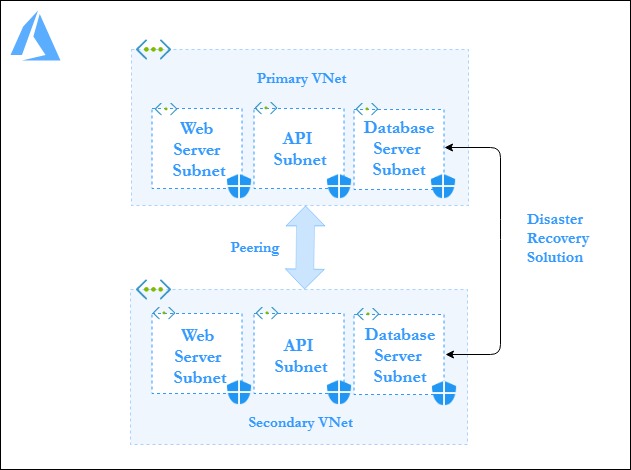 Primary VNet
Web
Server
Subnet
API
Subnet
Database
Server
Subnet
Disaster
Recovery
Solution
Peering
Web
Server
Subnet
API
Subnet
Database
Server
Subnet
Secondary VNet